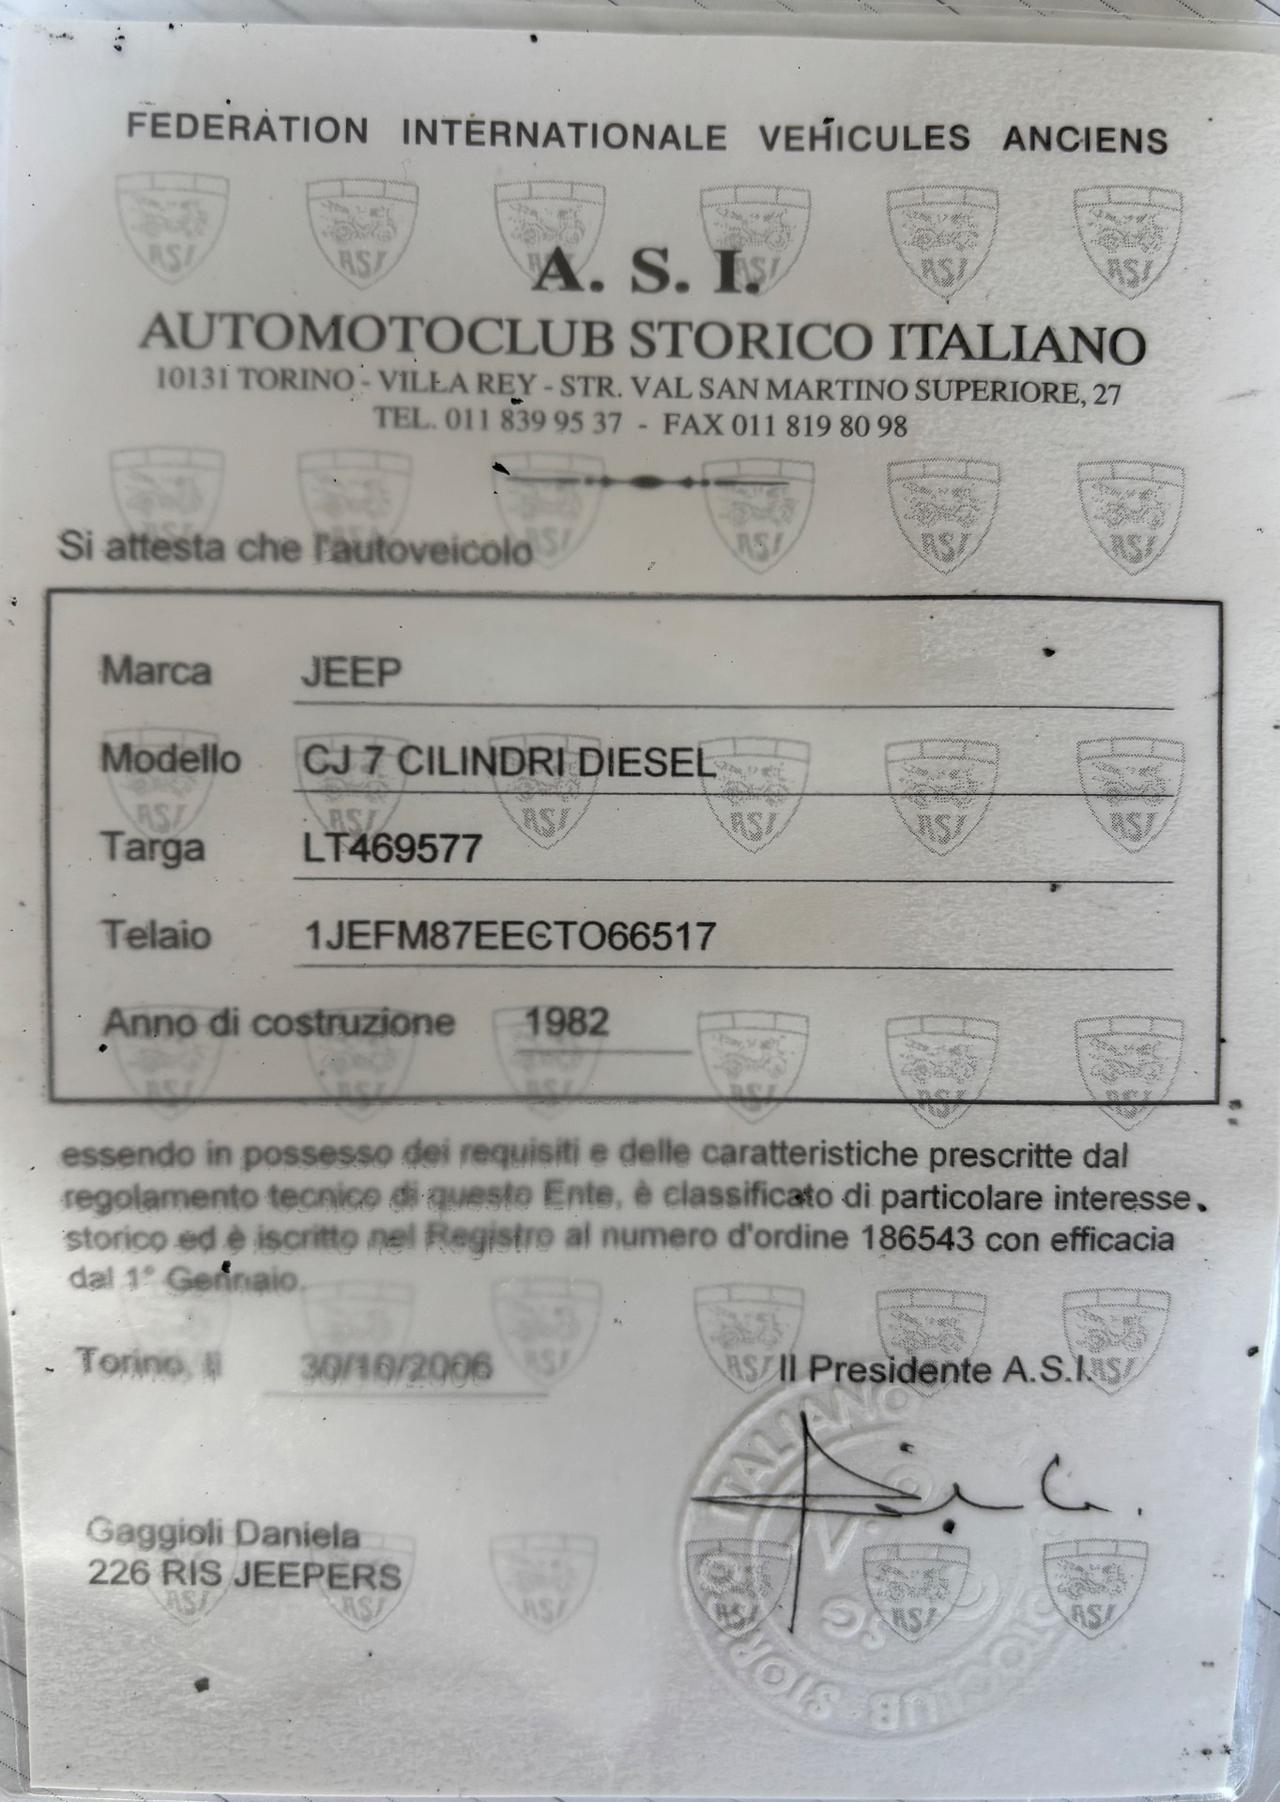 FEDERATION INTERNATIONALE VEHICULES ANCIENS
A. S. I.
AUTOMOTOCLUB STORICO ITALIANO
10131 TORINO - VILLA REY - STR. VAL SAN MARTINO SUPERIORE, 27
TEL. 011 839 95 37 - FAX 011 819 80 98
Si attesta che l'autoveicolo
Marca JEEP
Modello CJ 7 CILINDRI DIESEL
Targa LT469577
Telaio 1JEFM87EECTO66517
Anno di costruzione 1982
essendo in possesso dei requisiti e delle caratteristiche prescritte dal
regolamento tecnico di questo Ente, è classificato di particolare interesse
storico ed è iscritto nel Registro al numero d'ordine 186543 con efficacia
dal 1° Gennaio.
Torino, li 30/10/2006 Il Presidente A.S.I.
Gaggioli Daniela
226 RIS JEEPERS
ASI